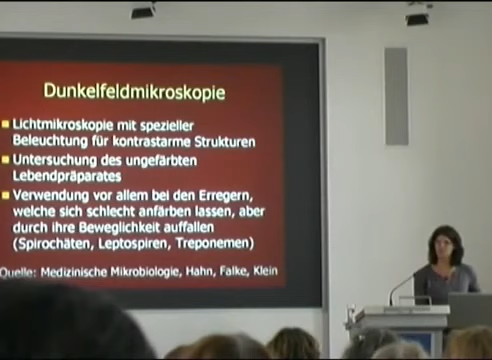 Dunkelfeldmikroskopie
Lichtmikroskopie mit spezieller
Beleuchtung für kontrastarme Strukturen
Untersuchung des ungefärbten
Lebendpräparates
Verwendung vor allem bei den Erregern,
welche sich schlecht anfärben lassen, aber
durch ihre Beweglichkeit auffallen
(Spirochäten, Leptospiren, Treponemen)
Quelle: Medizinische Mikrobiologie, Hahn, Falke, Klein